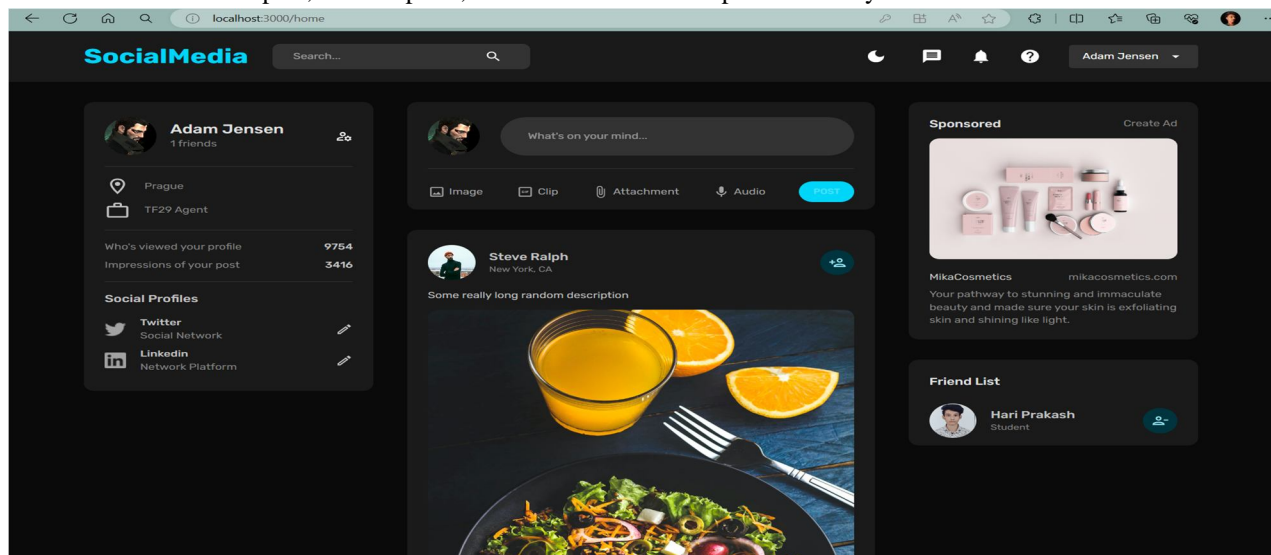 localhost:3000/home
SocialMedia
Search...
Adam Jensen
Adam Jensen
1 friends
Prague
TF29 Agent
Who's viewed your profile 9754
Impressions of your post 3416
Social Profiles
Twitter
Social Network
Linkedin
Network Platform
What's on your mind...
Image Clip Attachment Audio POST
Steve Ralph
New York, CA
Some really long random description
Sponsored Create Ad
MikaCosmetics mikacosmetics.com
Your pathway to stunning and immaculate
beauty and made sure your skin is exfoliating
skin and shining like light.
Friend List
Hari Prakash
Student